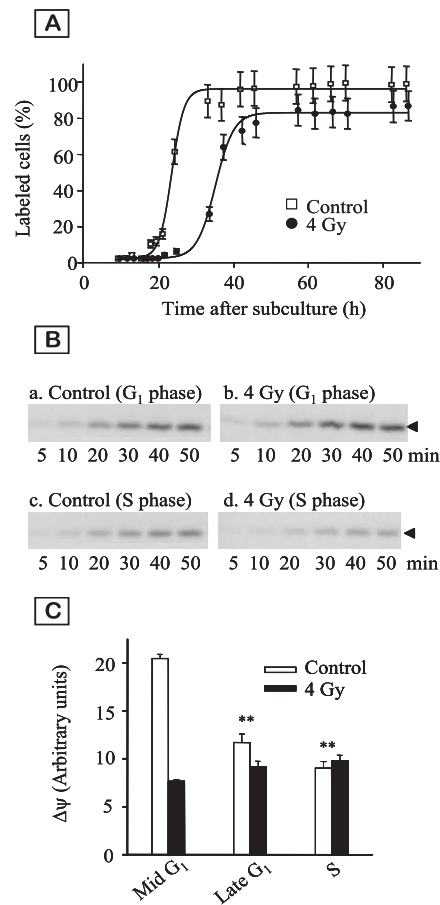 A
100
80
60
40
20
0
Labeled cells (%)
Control
4 Gy
0 20 40 60 80
Time after subculture (h)
B
a. Control (G₁ phase) b. 4 Gy (G₁ phase)
5 10 20 30 40 50 5 10 20 30 40 50 min
c. Control (S phase) d. 4 Gy (S phase)
5 10 20 30 40 50 5 10 20 30 40 50 min
C
20
15
10
5
0
Δψ (Arbitrary units)
Control
4 Gy
** **
Mid G₁ Late G₁ S